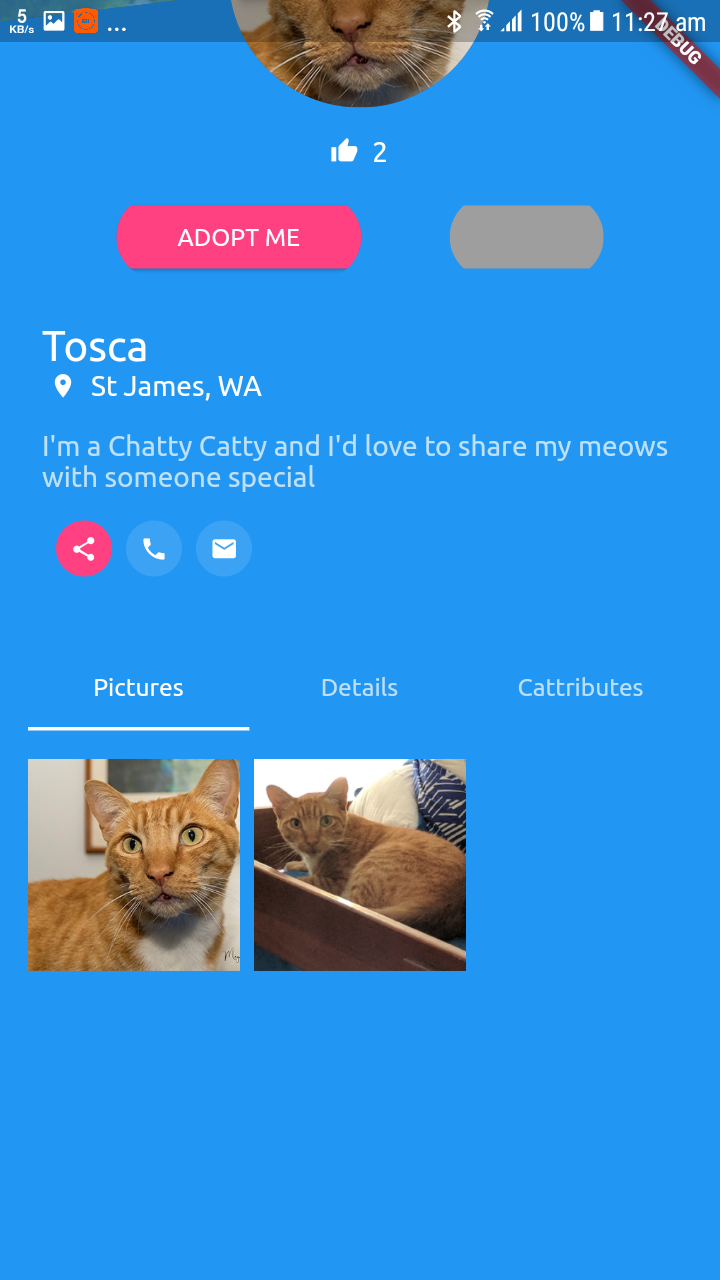 5
KB/s
...
100%
11:27 am
DEBUG
2
ADOPT ME
Tosca
St James, WA
I'm a Chatty Catty and I'd love to share my meows
with someone special
Pictures
Details
Cattributes